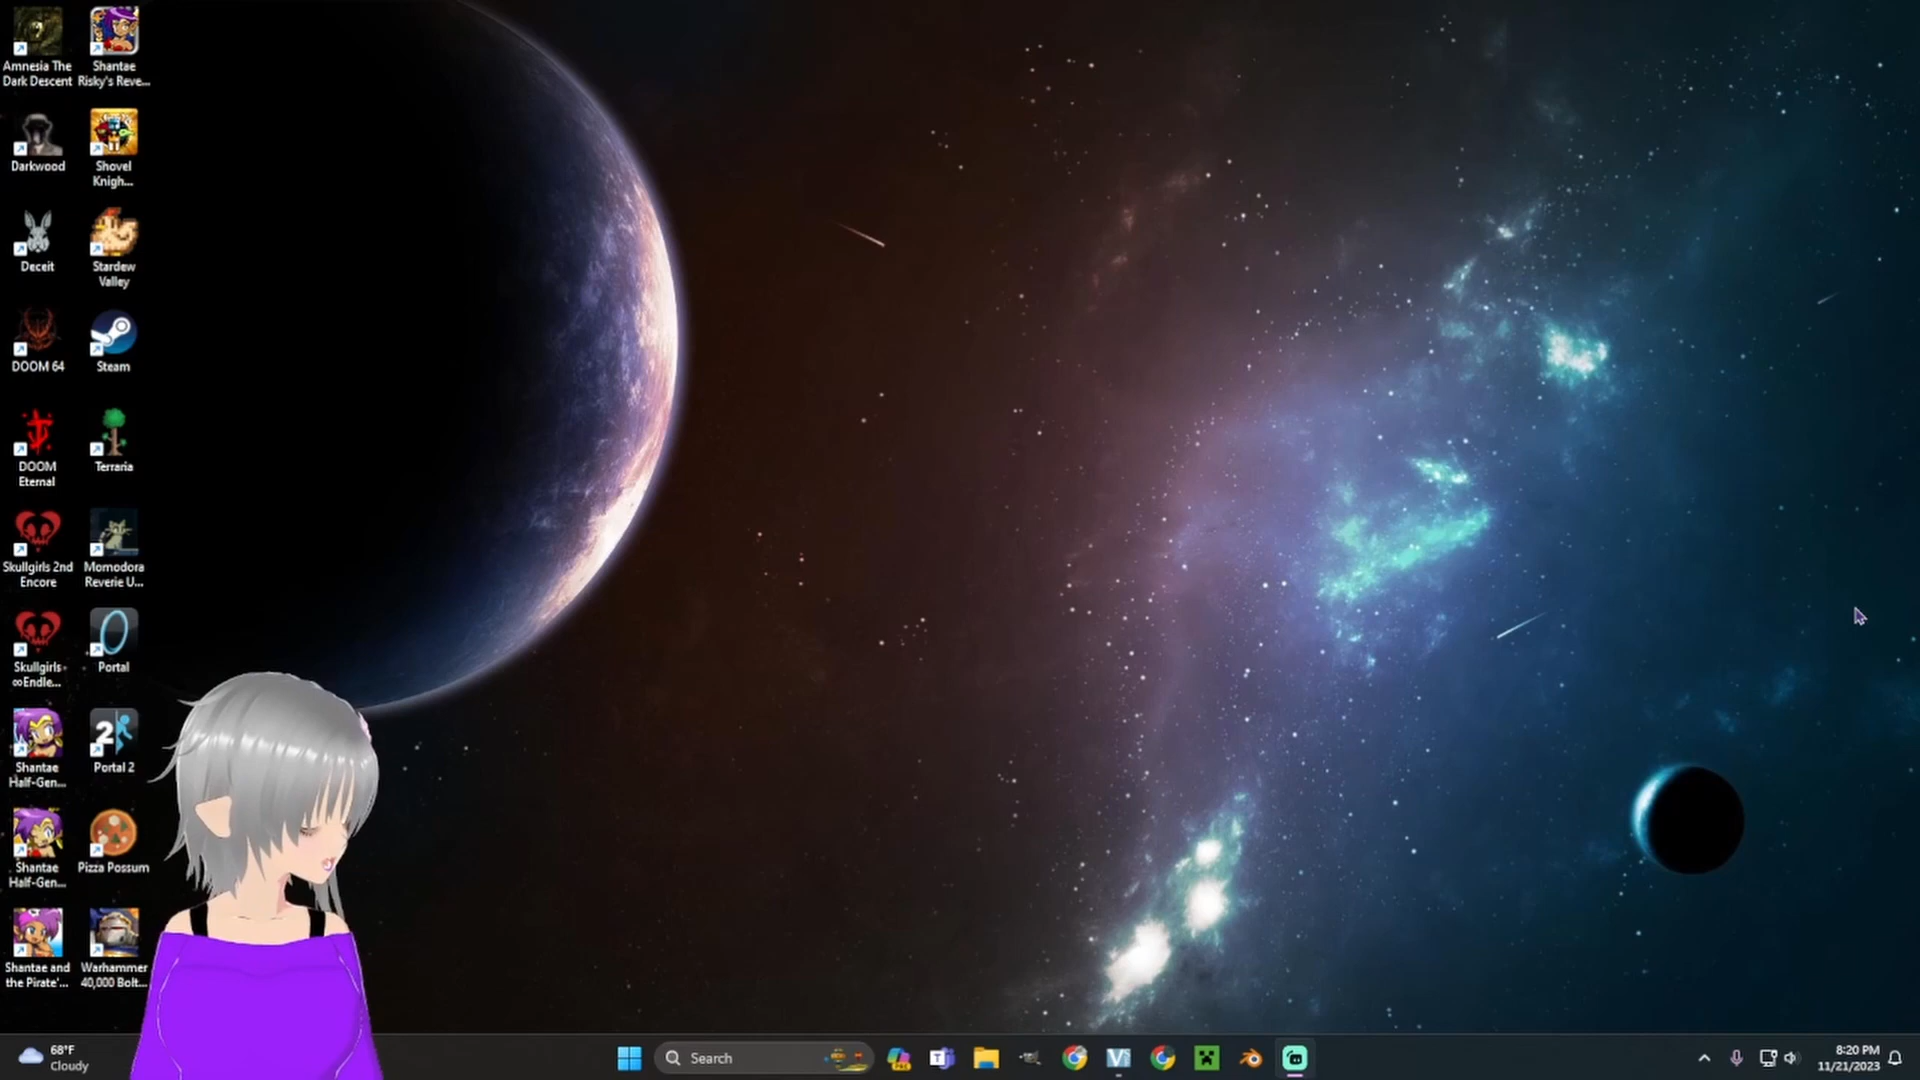 Amnesia The
Dark Descent
Shantae
Risky's Reve...
Darkwood
Shovel
Knigh...
Deceit
Stardew
Valley
DOOM 64
Steam
DOOM
Eternal
Terraria
Skullgirls 2nd
Encore
Momodora
Reverie U...
Skullgirls
∞Endle...
Portal
Shantae
Half-Gen...
2
Portal 2
Shantae
Half-Gen...
Pizza Possum
Shantae and
the Pirate'...
Warhammer
40,000 Bolt...
68°F
Cloudy
Search
8:20 PM
11/21/2023